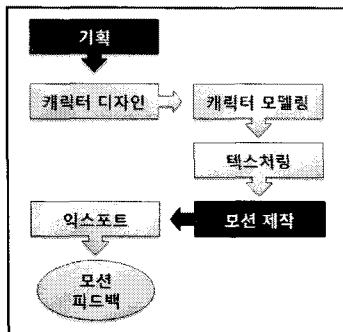 기획
캐릭터 디자인
캐릭터 모델링
텍스처링
모션 제작
익스포트
모션
피드백